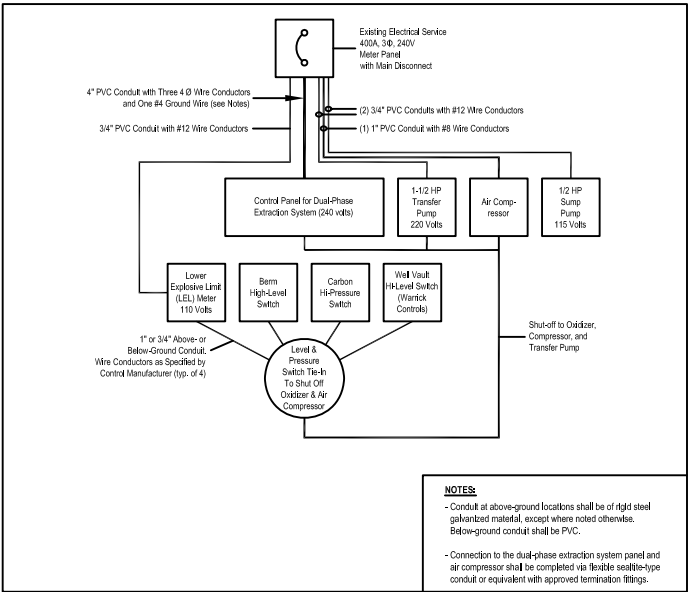 Existing Electrical Service
400A, 3Φ, 240V
Meter Panel
with Main Disconnect
4" PVC Conduit with Three 4 Ø Wire Conductors
and One #4 Ground Wire (see Notes)
3/4" PVC Conduit with #12 Wire Conductors
(2) 3/4" PVC Conduits with #12 Wire Conductors
(1) 1" PVC Conduit with #8 Wire Conductors
Control Panel for Dual-Phase
Extraction System (240 volts)
1-1/2 HP
Transfer
Pump
220 Volts
Air Comp-
ressor
1/2 HP
Sump
Pump
115 Volts
Lower
Explosive Limit
(LEL) Meter
110 Volts
Berm
High-Level
Switch
Carbon
Hi-Pressure
Switch
Well Vault
Hi-Level Switch
(Warrick
Controls)
1" or 3/4" Above- or
Below-Ground Conduit.
Wire Conductors as Specified by
Control Manufacturer (typ. of 4)
Level &
Pressure
Switch Tie-In
To Shut Off
Oxidizer & Air
Compressor
Shut-off to Oxidizer,
Compressor, and
Transfer Pump
NOTES:
- Conduit at above-ground locations shall be of rigid steel
galvanized material, except where noted otherwise.
Below-ground conduit shall be PVC.
- Connection to the dual-phase extraction system panel and
air compressor shall be completed via flexible sealtite-type
conduit or equivalent with approved termination fittings.